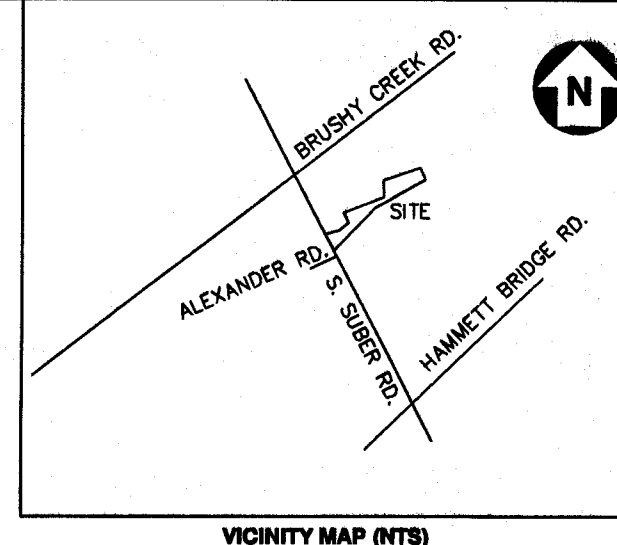 BRUSHY CREEK RD.
N
SITE
ALEXANDER RD.
S. SUBER RD.
HAMMETT BRIDGE RD.
VICINITY MAP (NTS)